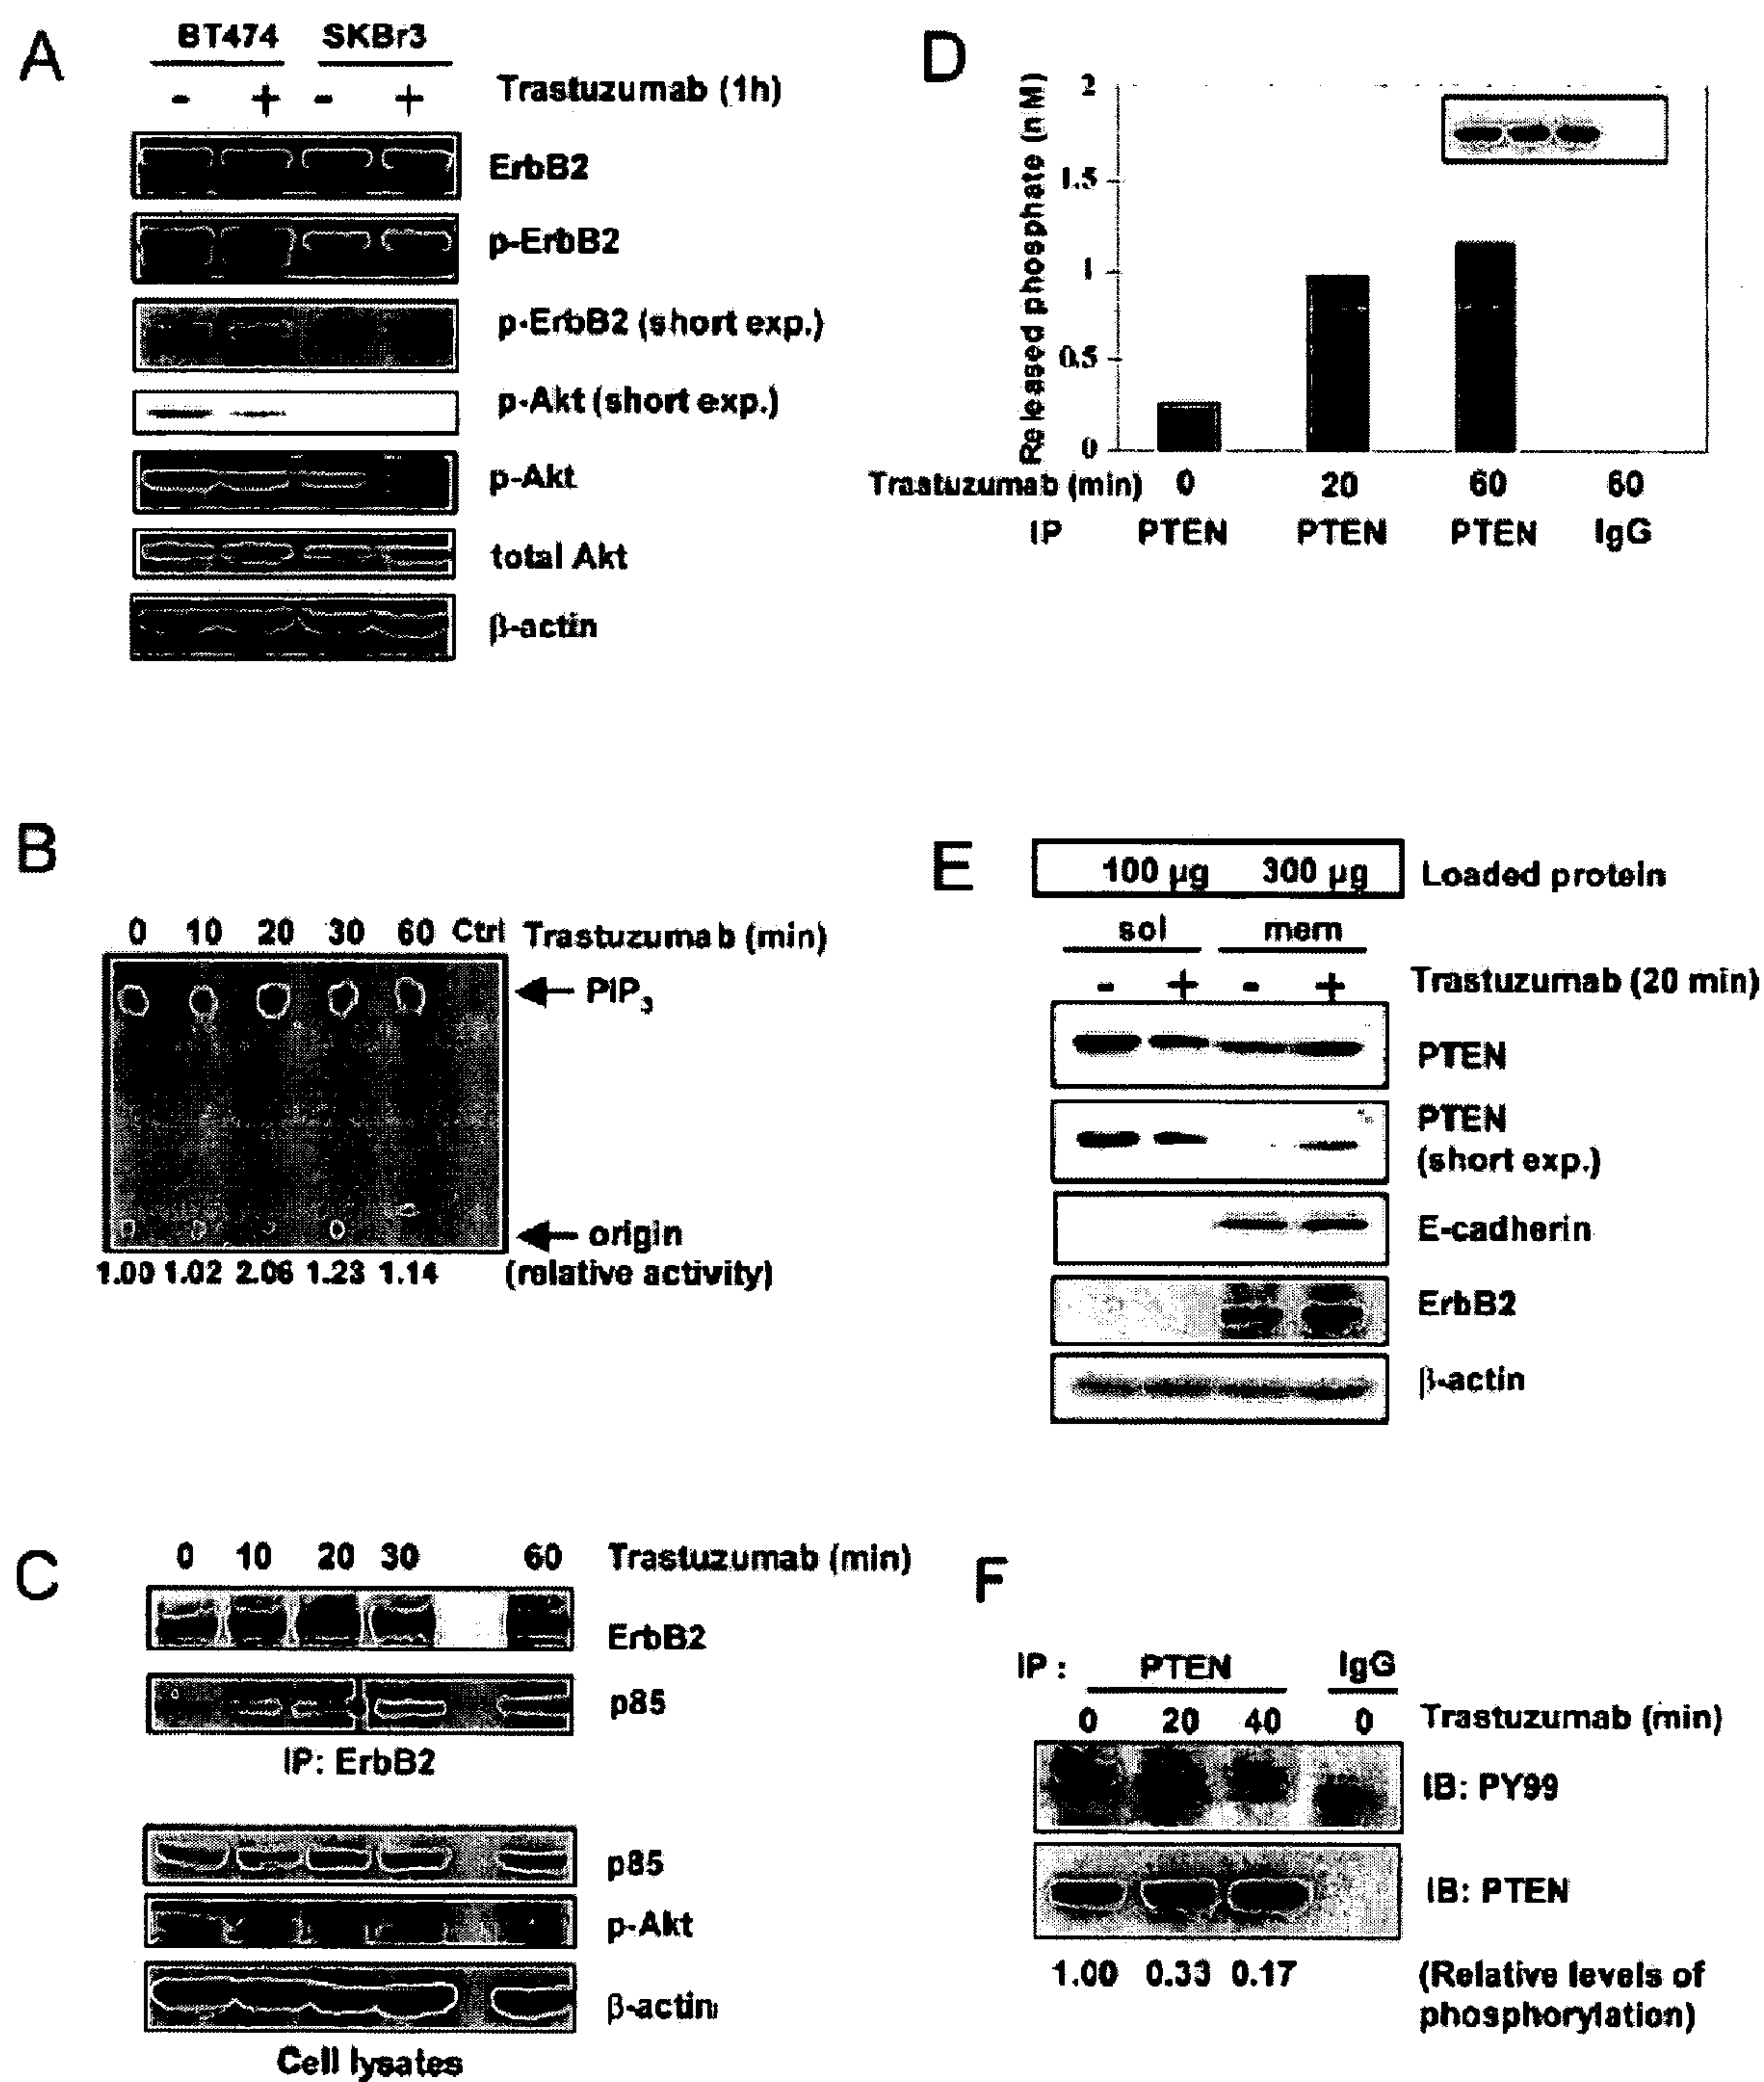 A
BT474 SKBr3
- + - + Trastuzumab (1h)
ErbB2
p-ErbB2
p-ErbB2 (short exp.)
p-Akt (short exp.)
p-Akt
total Akt
β-actin
B
0 10 20 30 60 Ctrl Trastuzumab (min)
PIP3
origin
1.00 1.02 2.06 1.23 1.14 (relative activity)
C
0 10 20 30 60 Trastuzumab (min)
ErbB2
p85
IP: ErbB2
p85
p-Akt
β-actin
Cell lysates
D
Released phosphate (nM)
2
1.5
1
0.5
0
Trastuzumab (min) 0 20 60 60
IP PTEN PTEN PTEN IgG
E
100 μg 300 μg Loaded protein
sol mem
- + - + Trastuzumab (20 min)
PTEN
PTEN
(short exp.)
E-cadherin
ErbB2
β-actin
F
IP : PTEN IgG
0 20 40 0 Trastuzumab (min)
IB: PY99
IB: PTEN
1.00 0.33 0.17 (Relative levels of
phosphorylation)